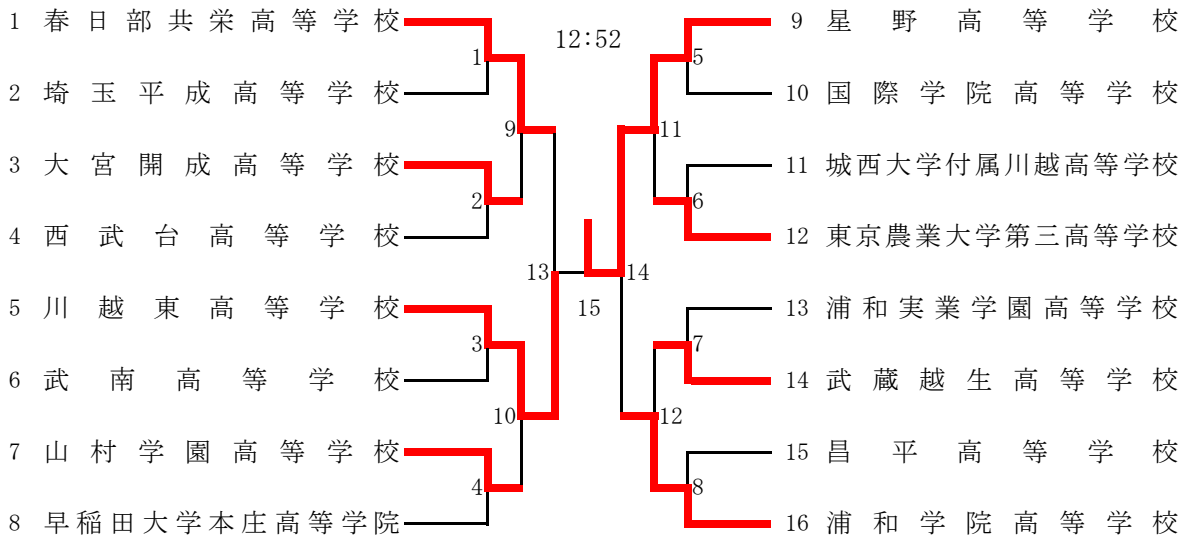 1 春日部共栄高等学校
2 埼玉平成高等学校
3 大宮開成高等学校
4 西武台高等学校
5 川越東高等学校
6 武南高等学校
7 山村学園高等学校
8 早稲田大学本庄高等学院
1
2
3
4
9
10
13
12:52
15
14
11
12
5
6
7
8
9 星野高等学校
10 国際学院高等学校
11 城西大学付属川越高等学校
12 東京農業大学第三高等学校
13 浦和実業学園高等学校
14 武蔵越生高等学校
15 昌平高等学校
16 浦和学院高等学校